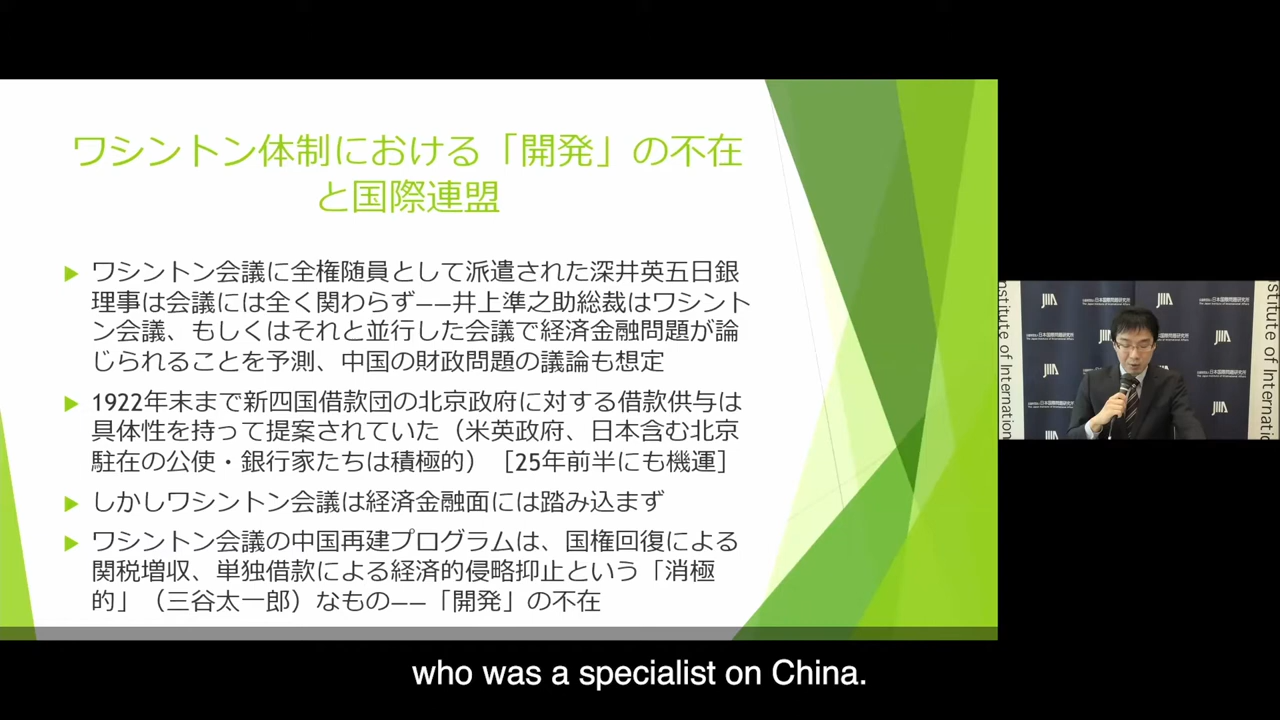 ワシントン体制における「開発」の不在
と国際連盟
ワシントン会議に全権随員として派遣された深井英五日銀
理事は会議には全く関わらず——井上準之助総裁はワシント
ン会議、もしくはそれと並行した会議で経済金融問題が論
じられることを予測、中国の財政問題の議論も想定
1922年末まで新四国借款団の北京政府に対する借款供与は
具体性を持って提案されていた（米英政府、日本含む北京
駐在の公使・銀行家たちは積極的）［25年前半にも機運］
しかしワシントン会議は経済金融面には踏み込まず
ワシントン会議の中国再建プログラムは、国権回復による
関税増収、単独借款による経済的侵略抑止という「消極
的」（三谷太一郎）なもの——「開発」の不在
nstitute of Internation
JIIA
日本国際問題研究所
stitute of Internatio
who was a specialist on China.